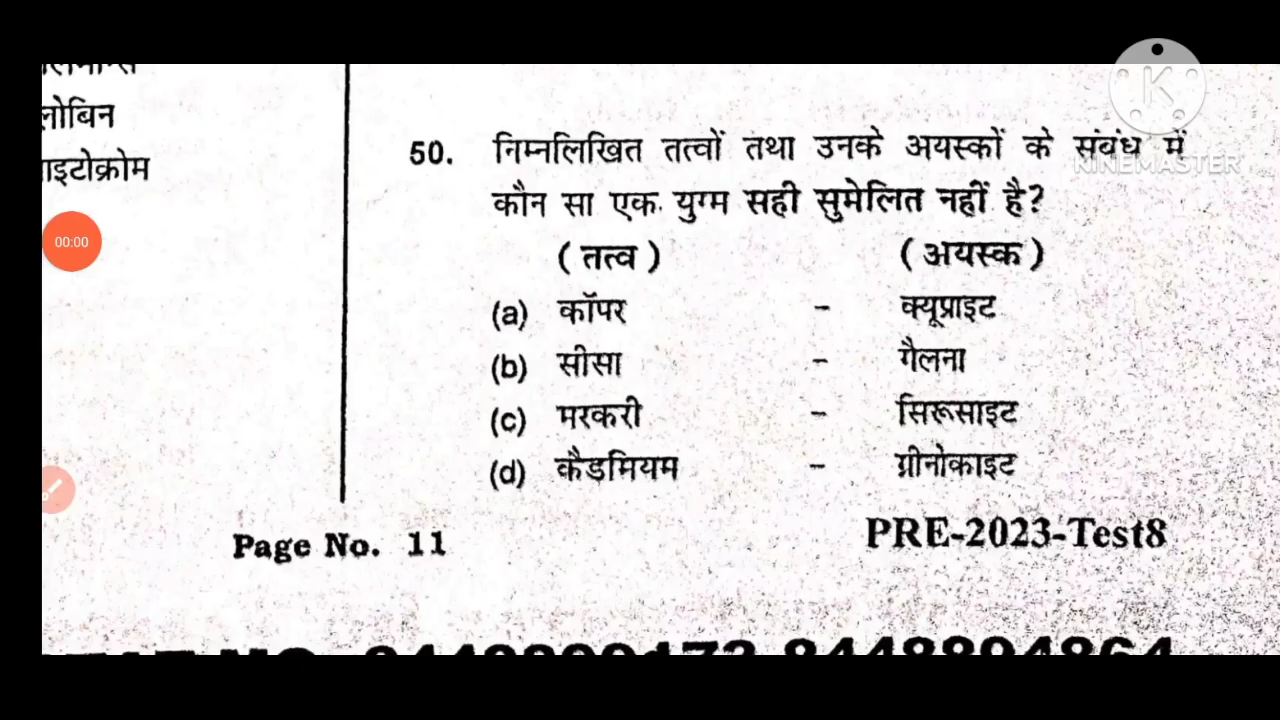 लोबिन
ाइटोक्रोम
00:00
50. निम्नलिखित तत्वों तथा उनके अयस्कों के संबंध में
KINEMASTER
कौन सा एक युग्म सही सुमेलित नहीं है?
( तत्व ) ( अयस्क )
(a) कॉपर - क्यूप्राइट
(b) सीसा - गैलना
(c) मरकरी - सिरूसाइट
(d) कैडमियम - ग्रीनोकाइट
Page No. 11
PRE-2023-Test8